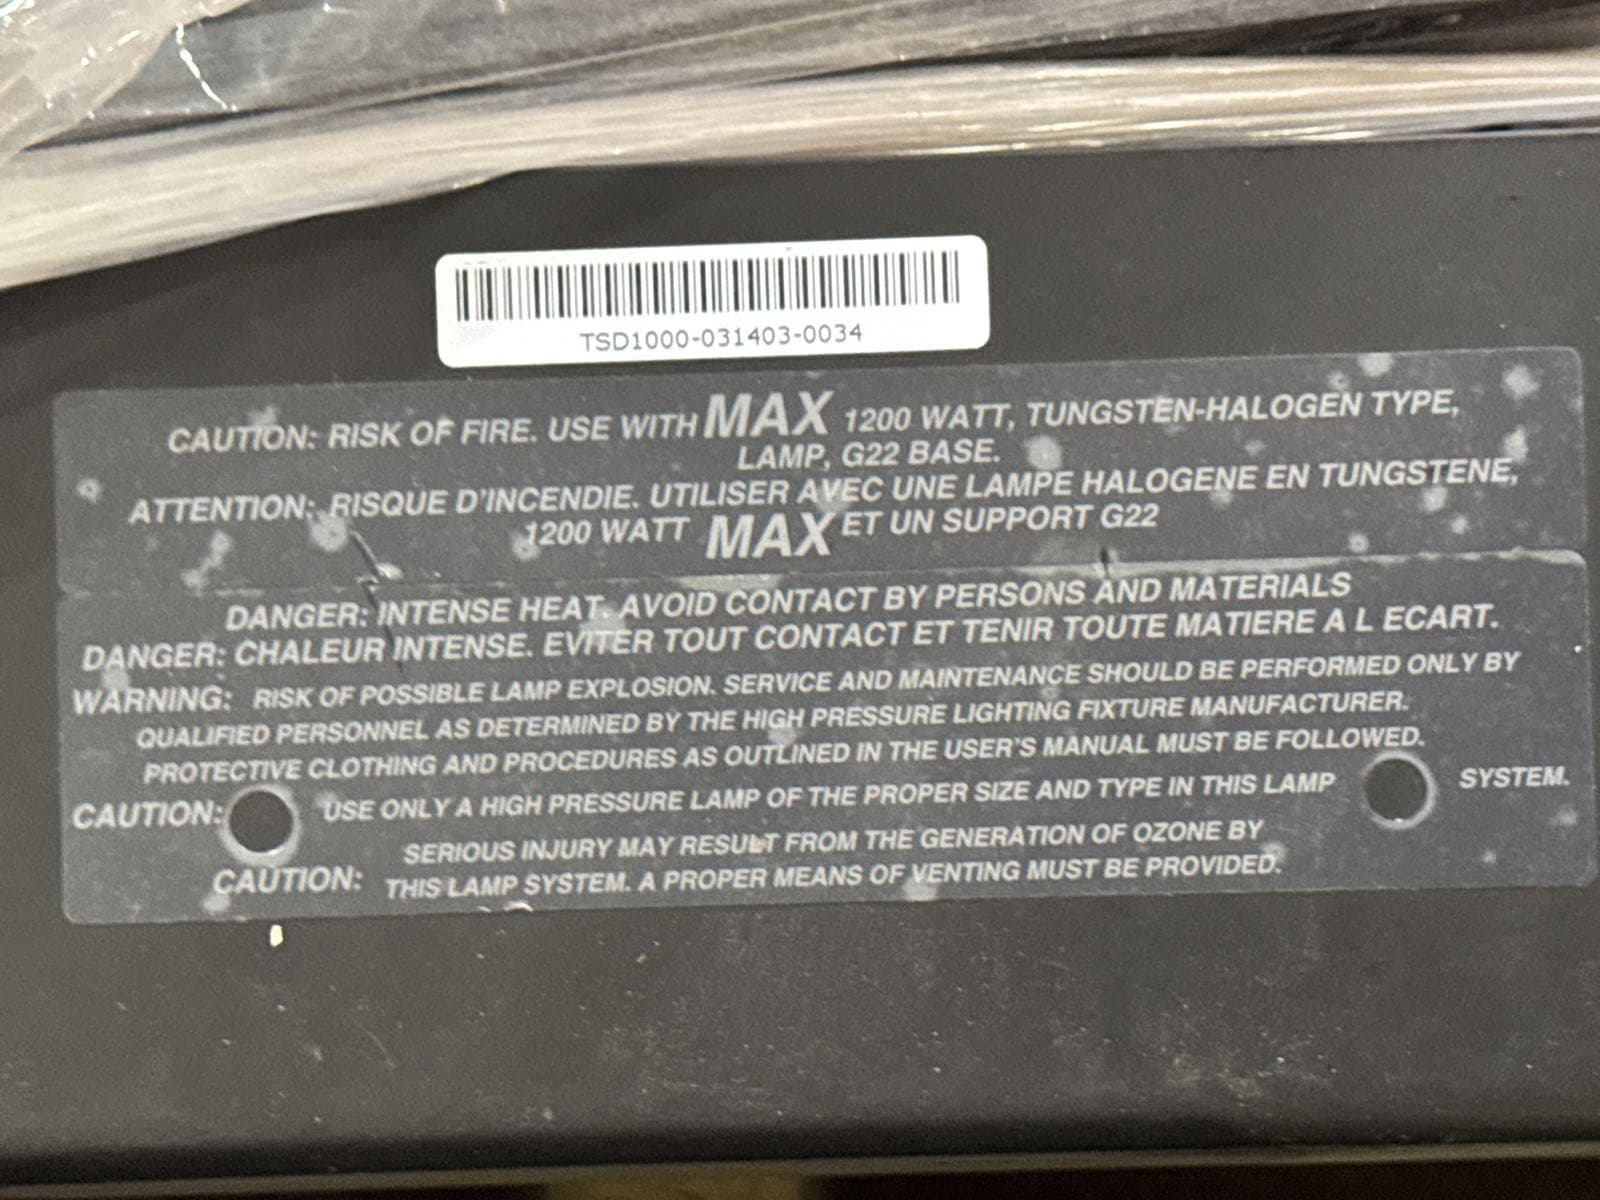 TSD1000-031403-0034
CAUTION: RISK OF FIRE. USE WITH MAX 1200 WATT, TUNGSTEN-HALOGEN TYPE,
LAMP, G22 BASE.
ATTENTION: RISQUE D'INCENDIE. UTILISER AVEC UNE LAMPE HALOGENE EN TUNGSTENE,
1200 WATT MAX ET UN SUPPORT G22
DANGER: INTENSE HEAT. AVOID CONTACT BY PERSONS AND MATERIALS
DANGER: CHALEUR INTENSE. EVITER TOUT CONTACT ET TENIR TOUTE MATIERE A L ECART.
WARNING: RISK OF POSSIBLE LAMP EXPLOSION. SERVICE AND MAINTENANCE SHOULD BE PERFORMED ONLY BY
QUALIFIED PERSONNEL AS DETERMINED BY THE HIGH PRESSURE LIGHTING FIXTURE MANUFACTURER.
PROTECTIVE CLOTHING AND PROCEDURES AS OUTLINED IN THE USER'S MANUAL MUST BE FOLLOWED.
CAUTION: USE ONLY A HIGH PRESSURE LAMP OF THE PROPER SIZE AND TYPE IN THIS LAMP SYSTEM.
SERIOUS INJURY MAY RESULT FROM THE GENERATION OF OZONE BY
CAUTION: THIS LAMP SYSTEM. A PROPER MEANS OF VENTING MUST BE PROVIDED.